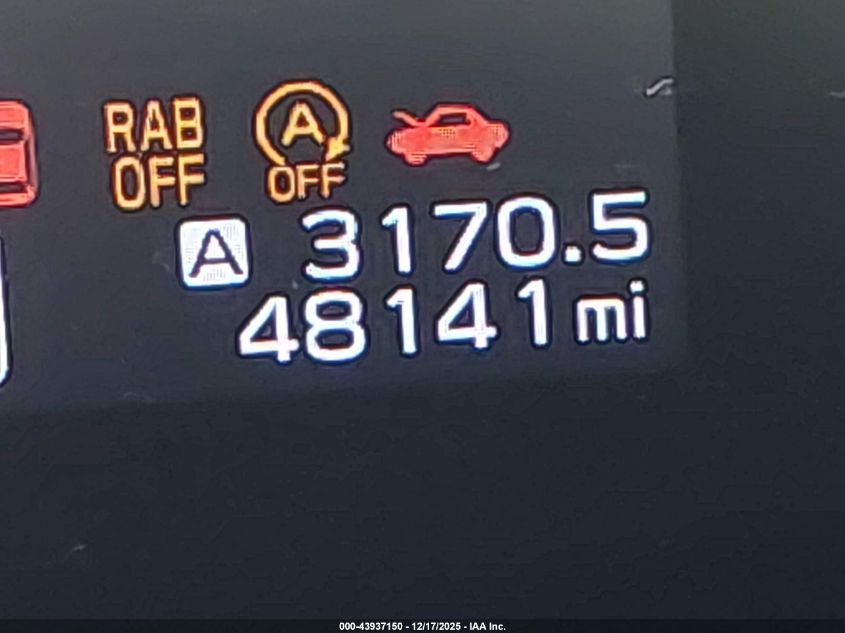 RAB
OFF
A
OFF
A 3170.5
48141 mi
000-43937150 - 12/17/2025 - IAA Inc.